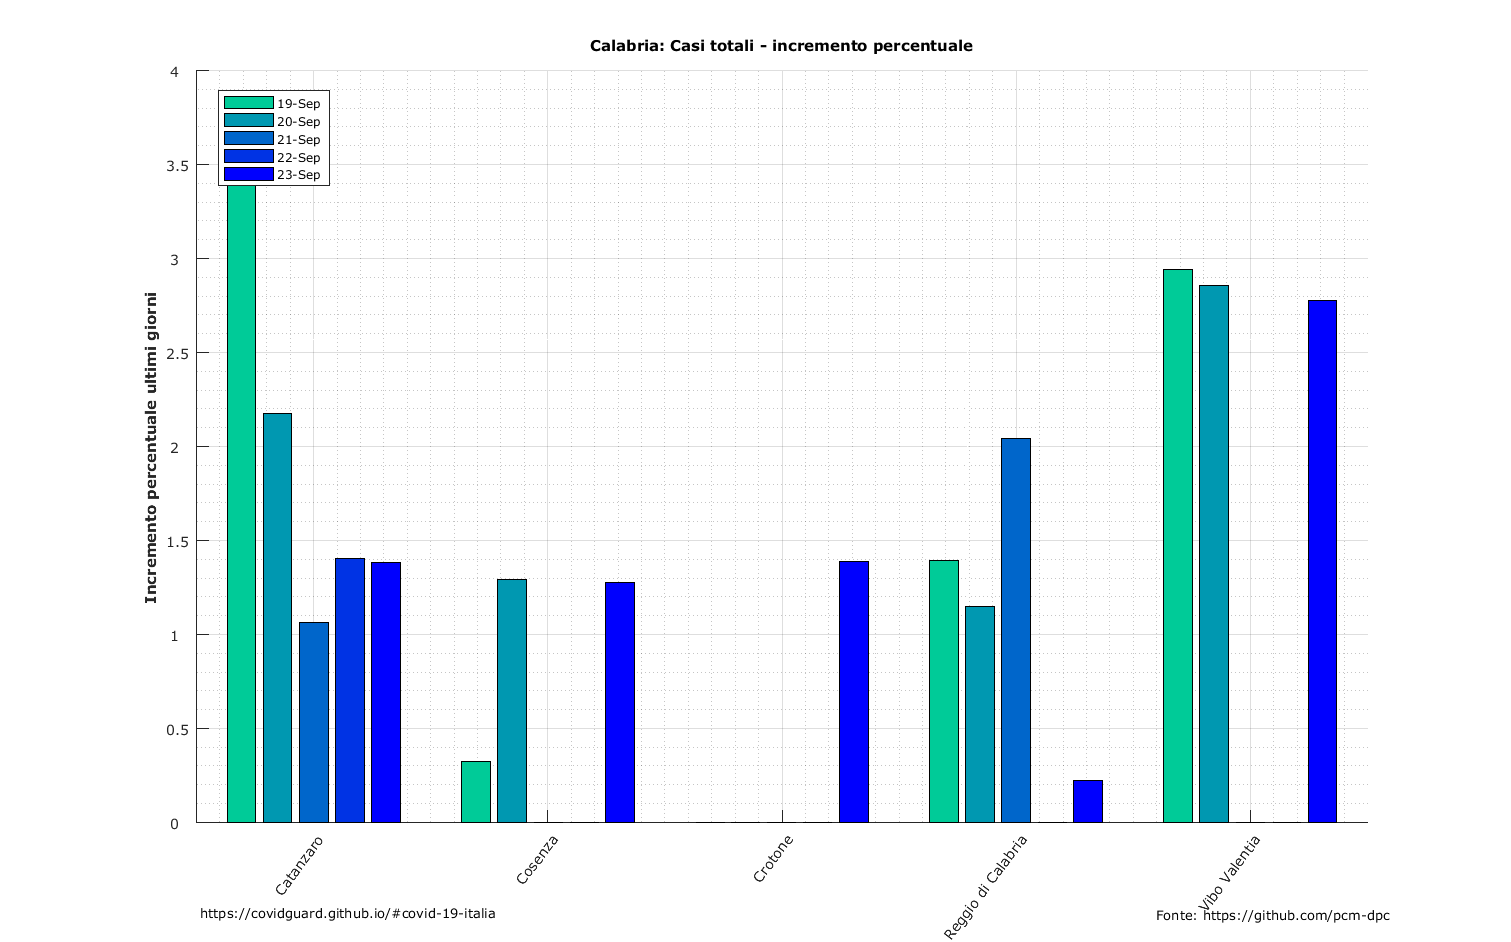 Calabria: Casi totali - incremento percentuale
Incremento percentuale ultimi giorni
4
3.5
3
2.5
2
1.5
1
0.5
0
19-Sep
20-Sep
21-Sep
22-Sep
23-Sep
Catanzaro
Cosenza
Crotone
Reggio di Calabria
Vibo Valentia
https://covidguard.github.io/#covid-19-italia
Fonte: https://github.com/pcm-dpc